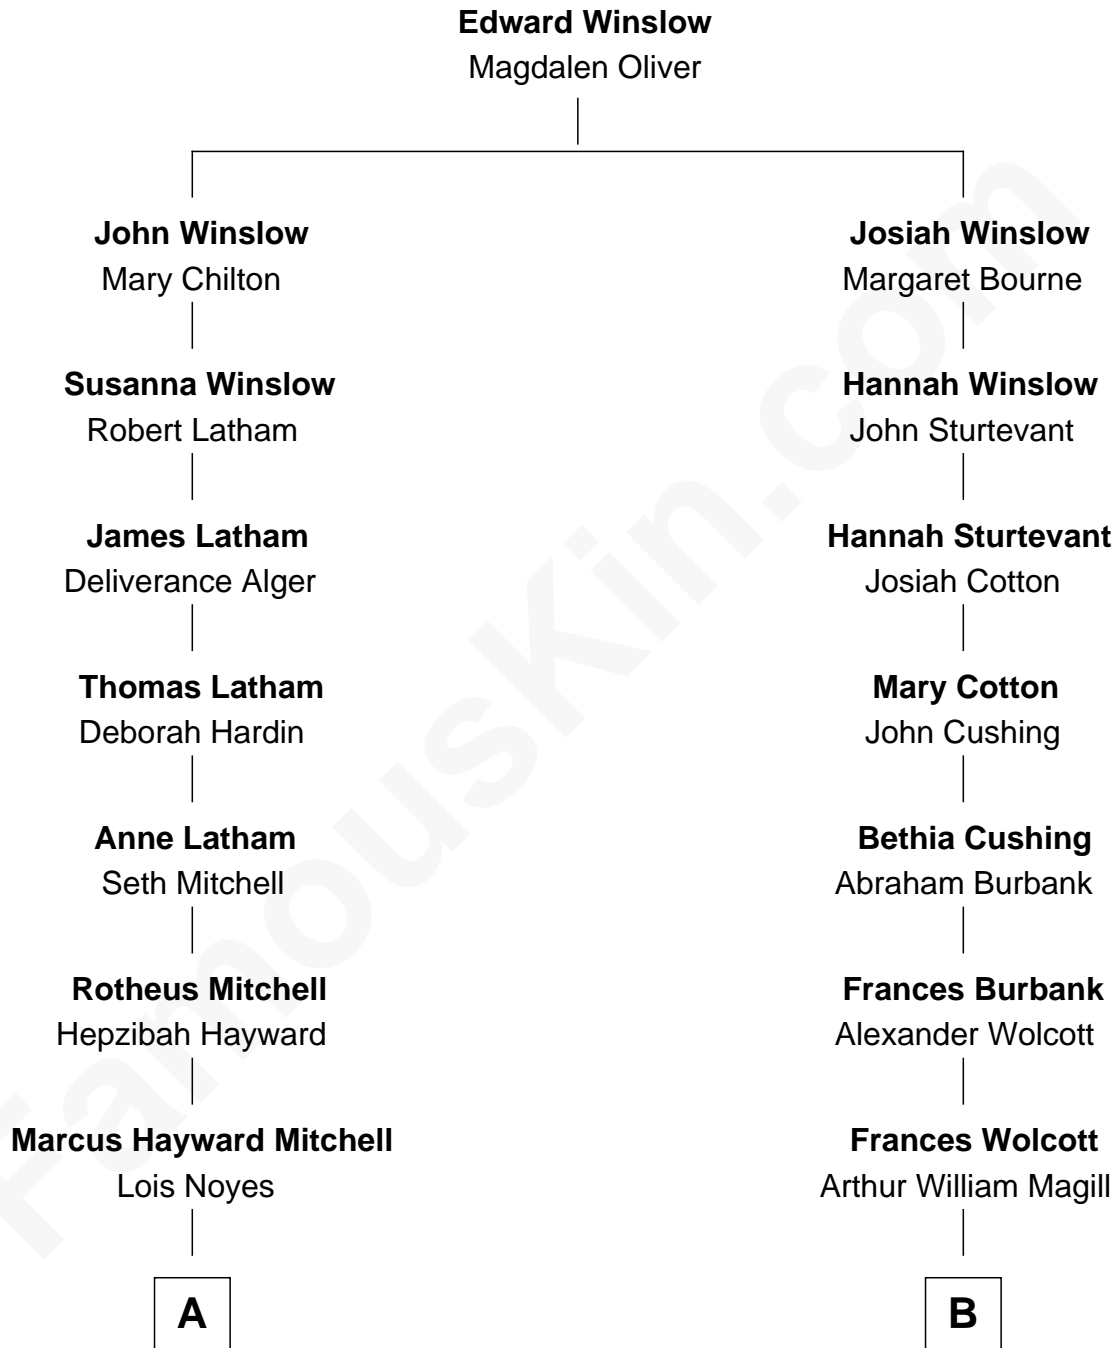 Edward Winslow
Magdalen Oliver
John Winslow
Mary Chilton
Josiah Winslow
Margaret Bourne
Susanna Winslow
Robert Latham
Hannah Winslow
John Sturtevant
James Latham
Deliverance Alger
Hannah Sturtevant
Josiah Cotton
Thomas Latham
Deborah Hardin
Mary Cotton
John Cushing
Anne Latham
Seth Mitchell
Bethia Cushing
Abraham Burbank
Rotheus Mitchell
Hepzibah Hayward
Frances Burbank
Alexander Wolcott
Marcus Hayward Mitchell
Lois Noyes
Frances Wolcott
Arthur William Magill
A
B
FamousKin.com